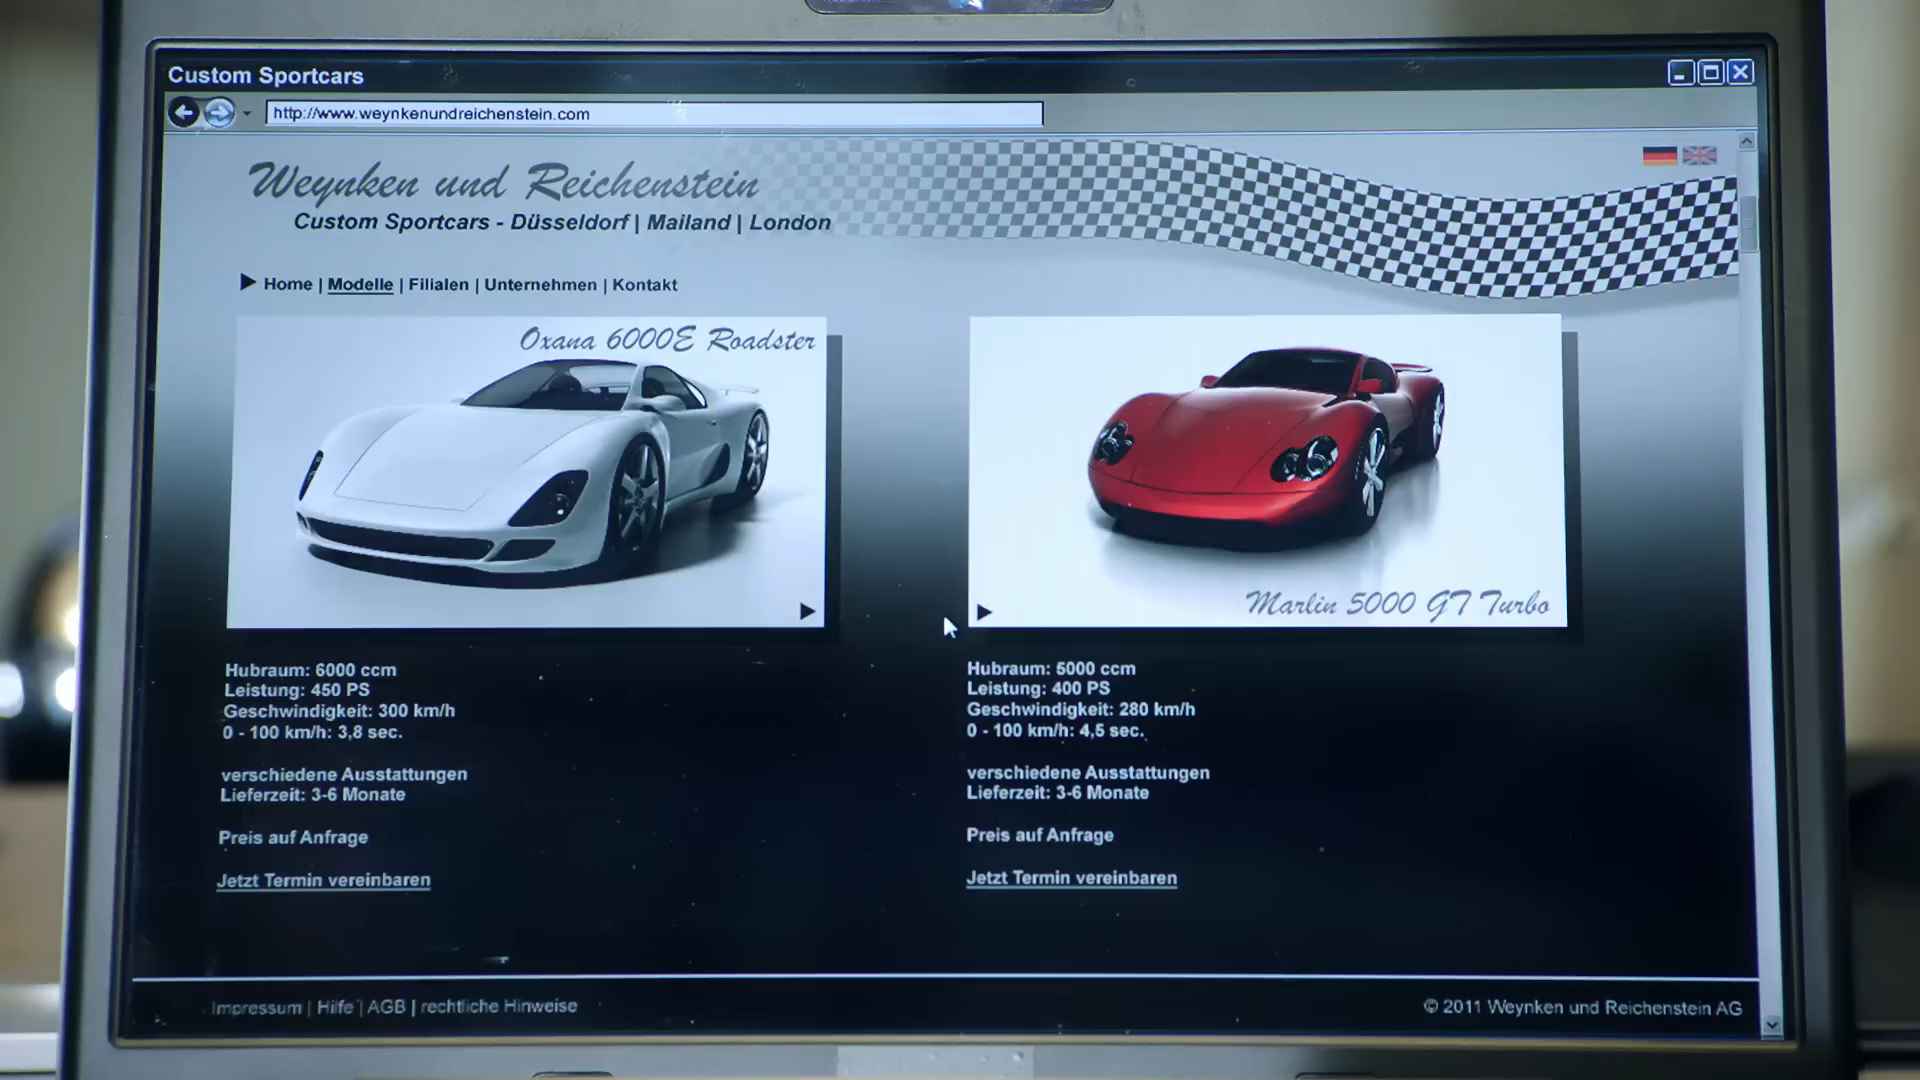 Custom Sportcars
http://www.weynkenundreichenstein.com
Weynken und Reichenstein
Custom Sportcars - Düsseldorf | Mailand | London
Home | Modelle | Filialen | Unternehmen | Kontakt
Oxana 6000E Roadster
Marlin 5000 GT Turbo
Hubraum: 6000 ccm
Leistung: 450 PS
Geschwindigkeit: 300 km/h
0 - 100 km/h: 3,8 sec.
verschiedene Ausstattungen
Lieferzeit: 3-6 Monate
Preis auf Anfrage
Jetzt Termin vereinbaren
Hubraum: 5000 ccm
Leistung: 400 PS
Geschwindigkeit: 280 km/h
0 - 100 km/h: 4,5 sec.
verschiedene Ausstattungen
Lieferzeit: 3-6 Monate
Preis auf Anfrage
Jetzt Termin vereinbaren
Impressum | Hilfe | AGB | rechtliche Hinweise
© 2011 Weynken und Reichenstein AG